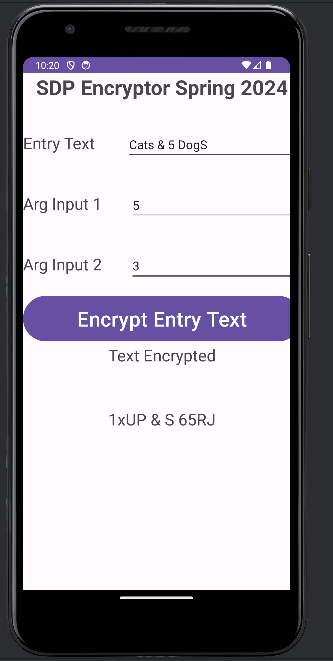 10:20
SDP Encryptor Spring 2024
Entry Text Cats & 5 DogS
Arg Input 1 5
Arg Input 2 3
Encrypt Entry Text
Text Encrypted
1xUP & S 65RJ